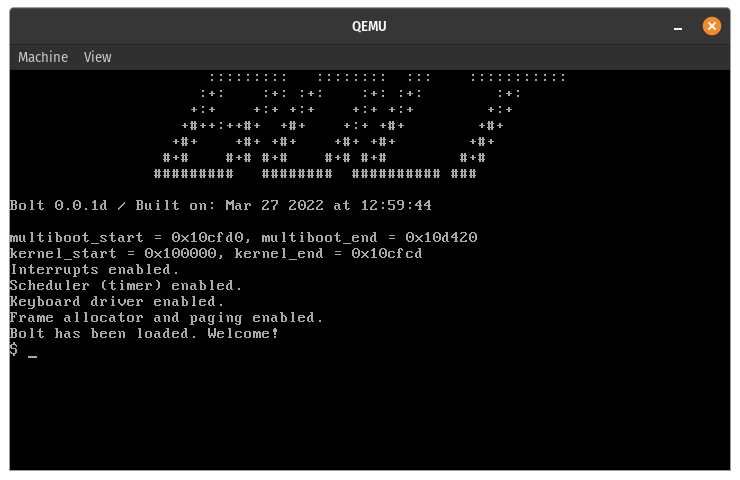 QEMU
Machine View
                      :::::::::   ::::::::  :::    :::::::::::
                     :+:    :+: :+:    :+: :+:        :+:
                    +:+    +:+ +:+    +:+ +:+        +:+
                   +#++:++#+  +#+    +:+ +#+        +#+
                  +#+    +#+ +#+    +#+ +#+        +#+
                 #+#    #+# #+#    #+# #+#        #+#
                #########   ########  ########## ###
Bolt 0.0.1d / Built on: Mar 27 2022 at 12:59:44
multiboot_start = 0x10cfd0, multiboot_end = 0x10d420
kernel_start = 0x100000, kernel_end = 0x10cfcd
Interrupts enabled.
Scheduler (timer) enabled.
Keyboard driver enabled.
Frame allocator and paging enabled.
Bolt has been loaded. Welcome!
$ _